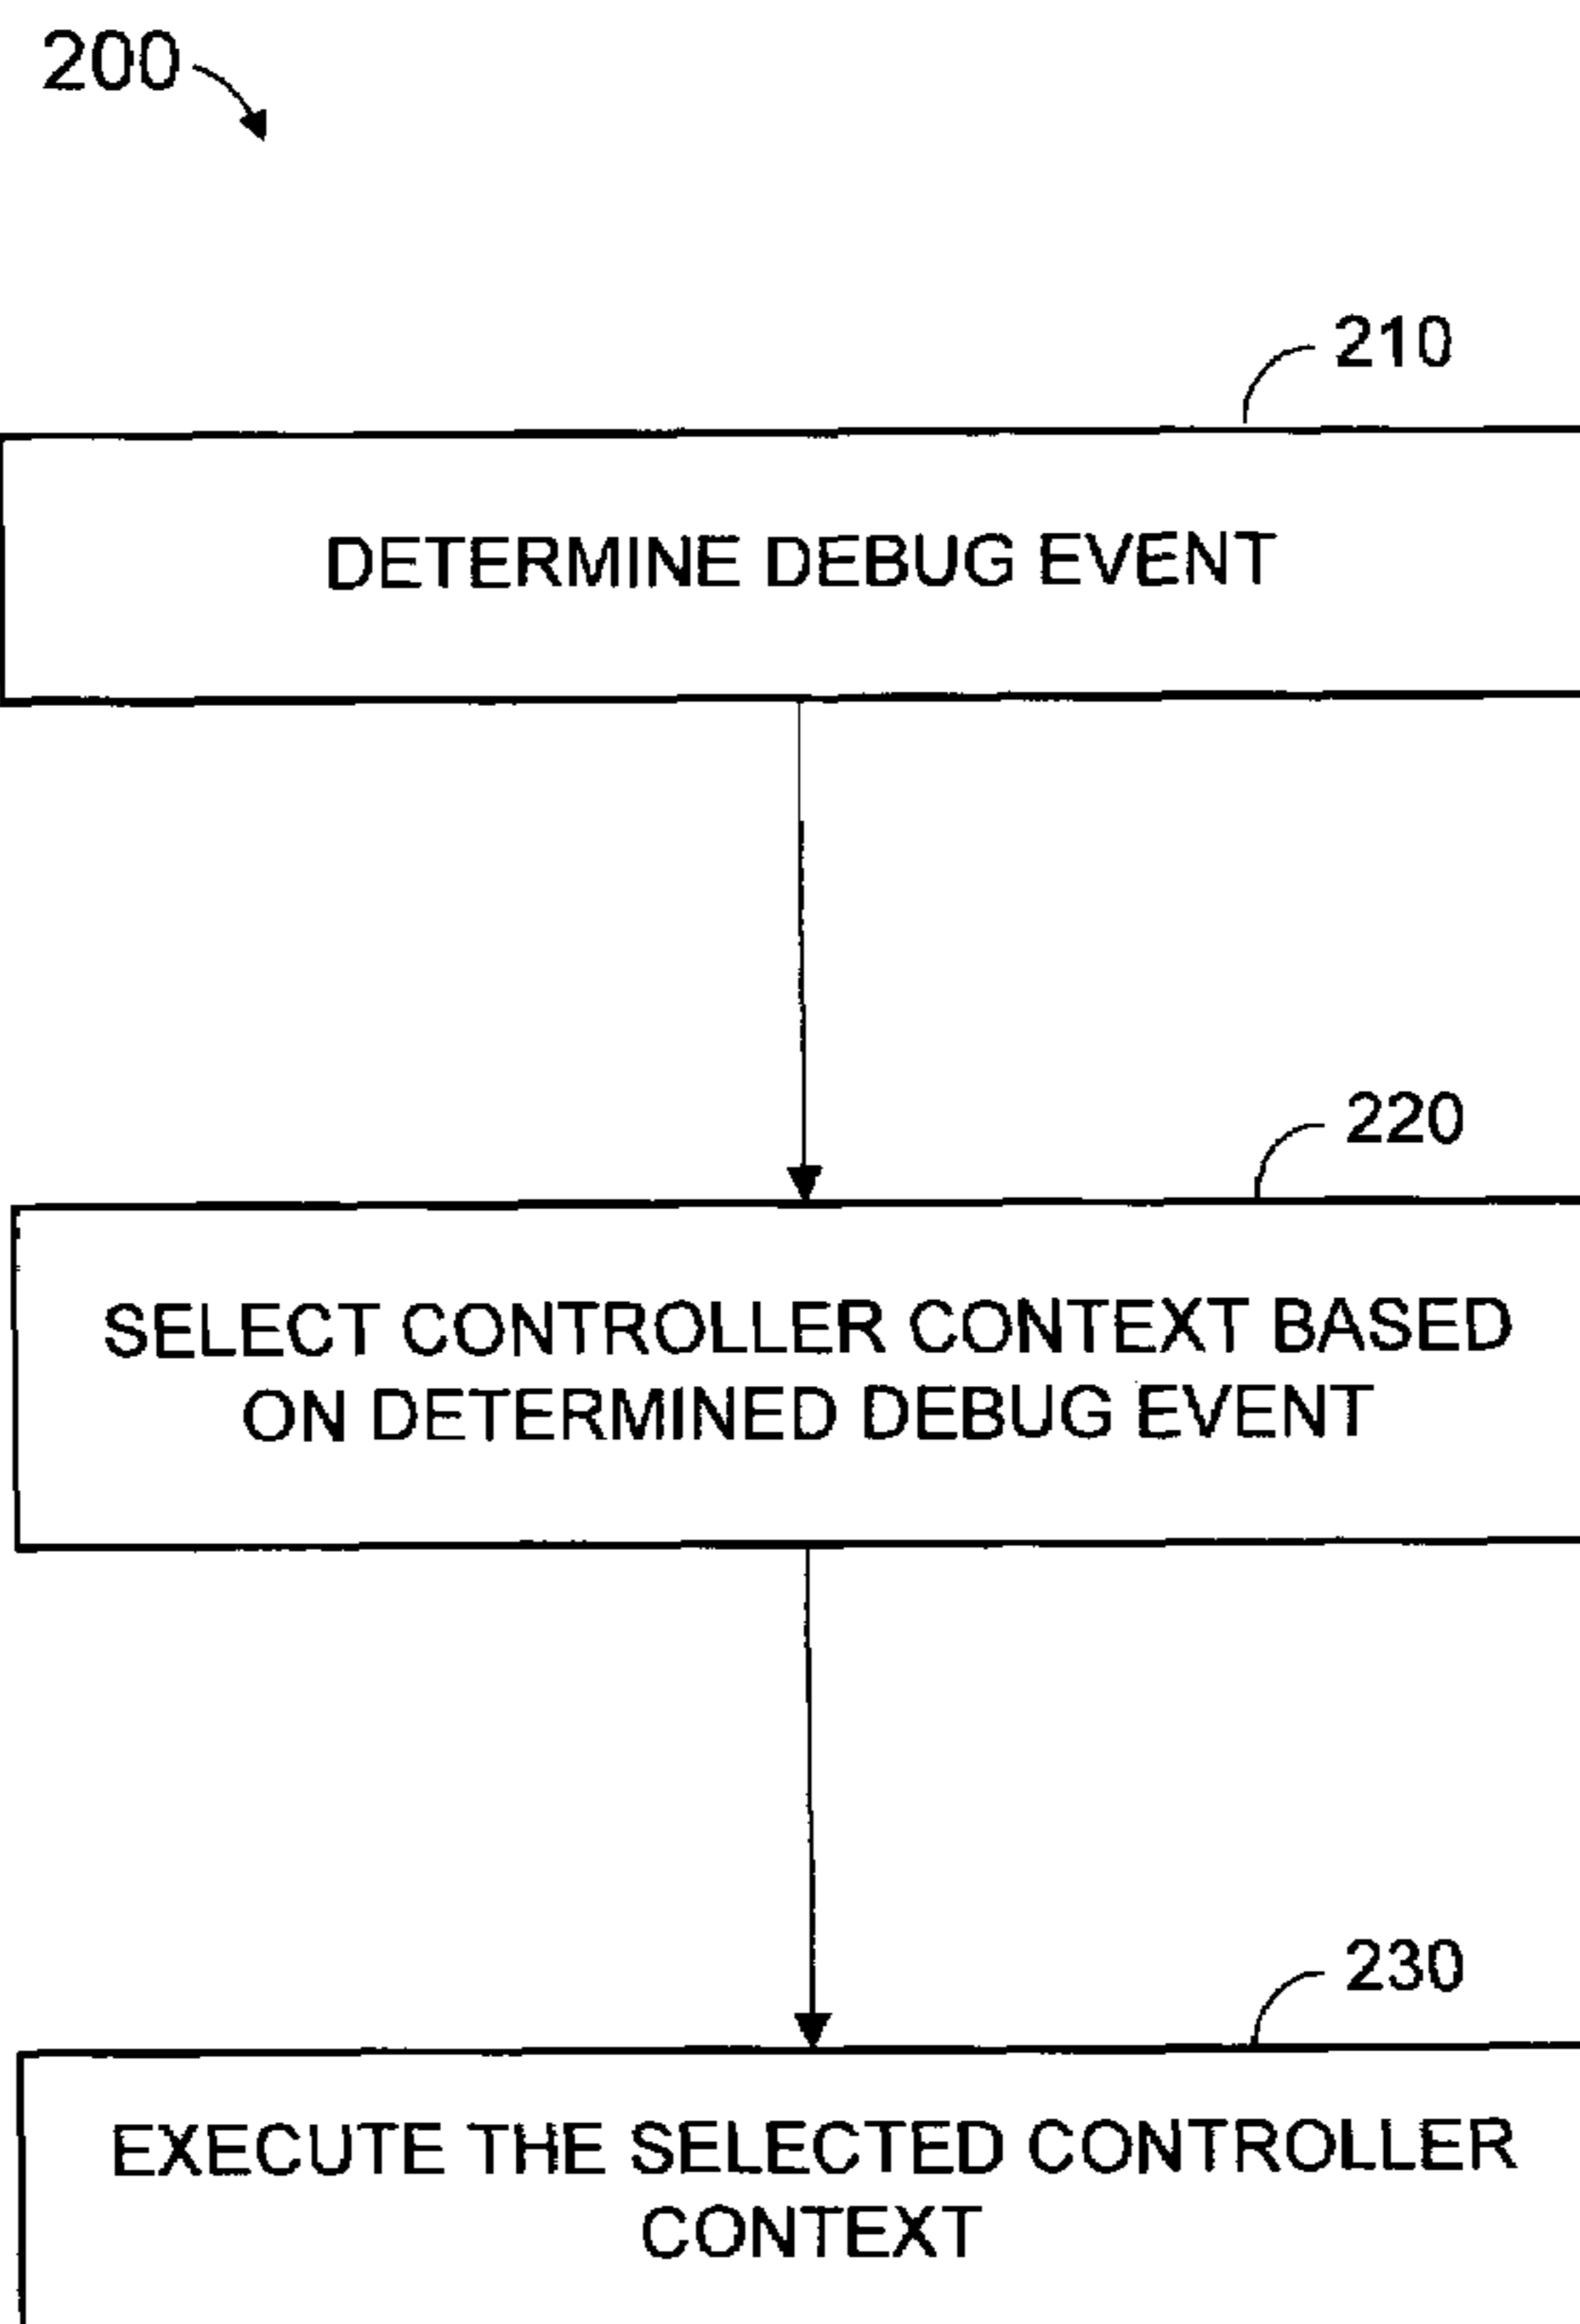 200
210
DETERMINE DEBUG EVENT
220
SELECT CONTROLLER CONTEXT BASED
ON DETERMINED DEBUG EVENT
230
EXECUTE THE SELECTED CONTROLLER
CONTEXT